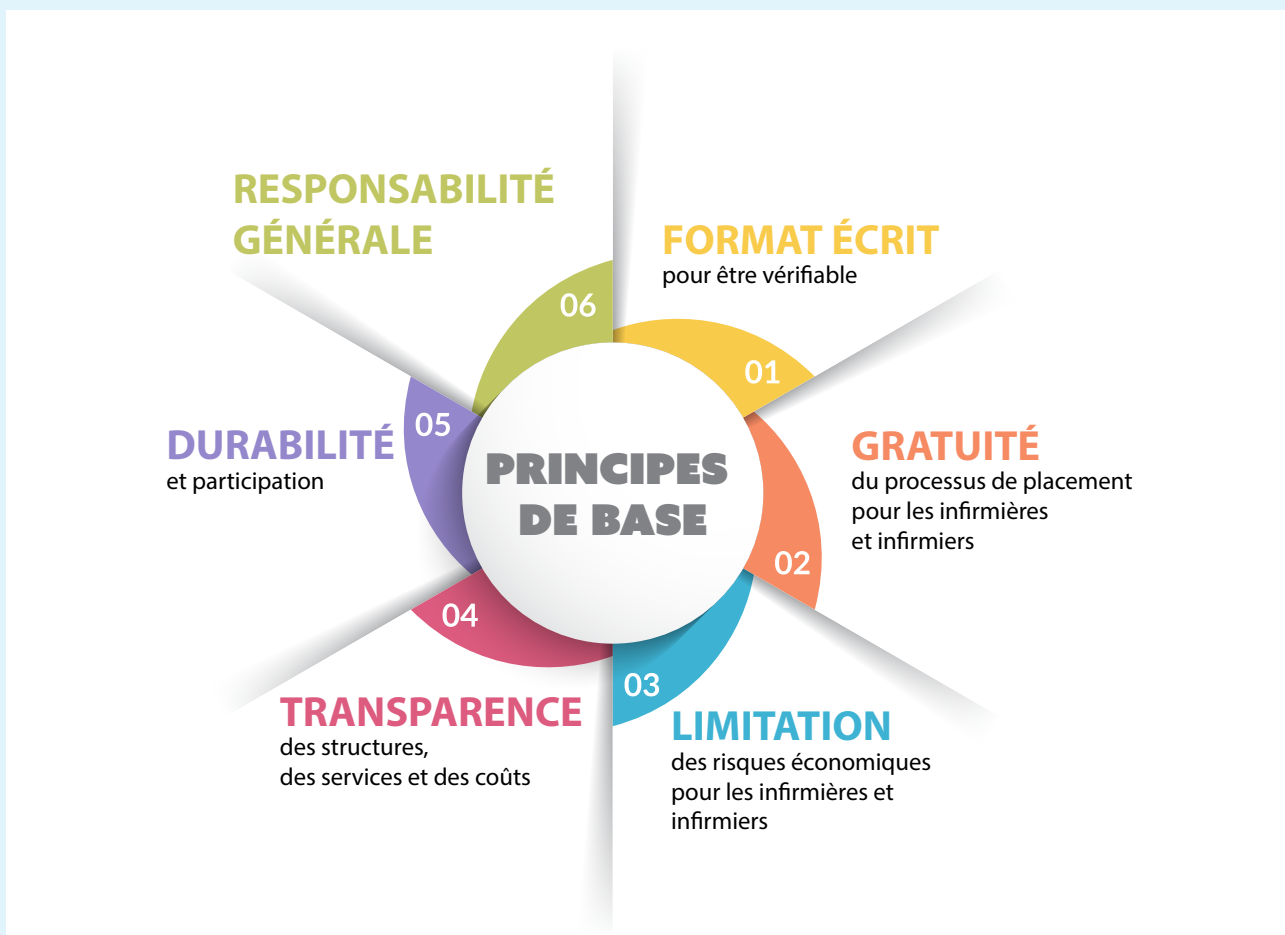 PRINCIPES
DE BASE
FORMAT ÉCRIT
pour être vérifiable
01
GRATUITÉ
du processus de placement
pour les infirmières
et infirmiers
02
03
LIMITATION
des risques économiques
pour les infirmières et
infirmiers
04
TRANSPARENCE
des structures,
des services et des coûts
05
DURABILITÉ
et participation
RESPONSABILITÉ
GÉNÉRALE
06